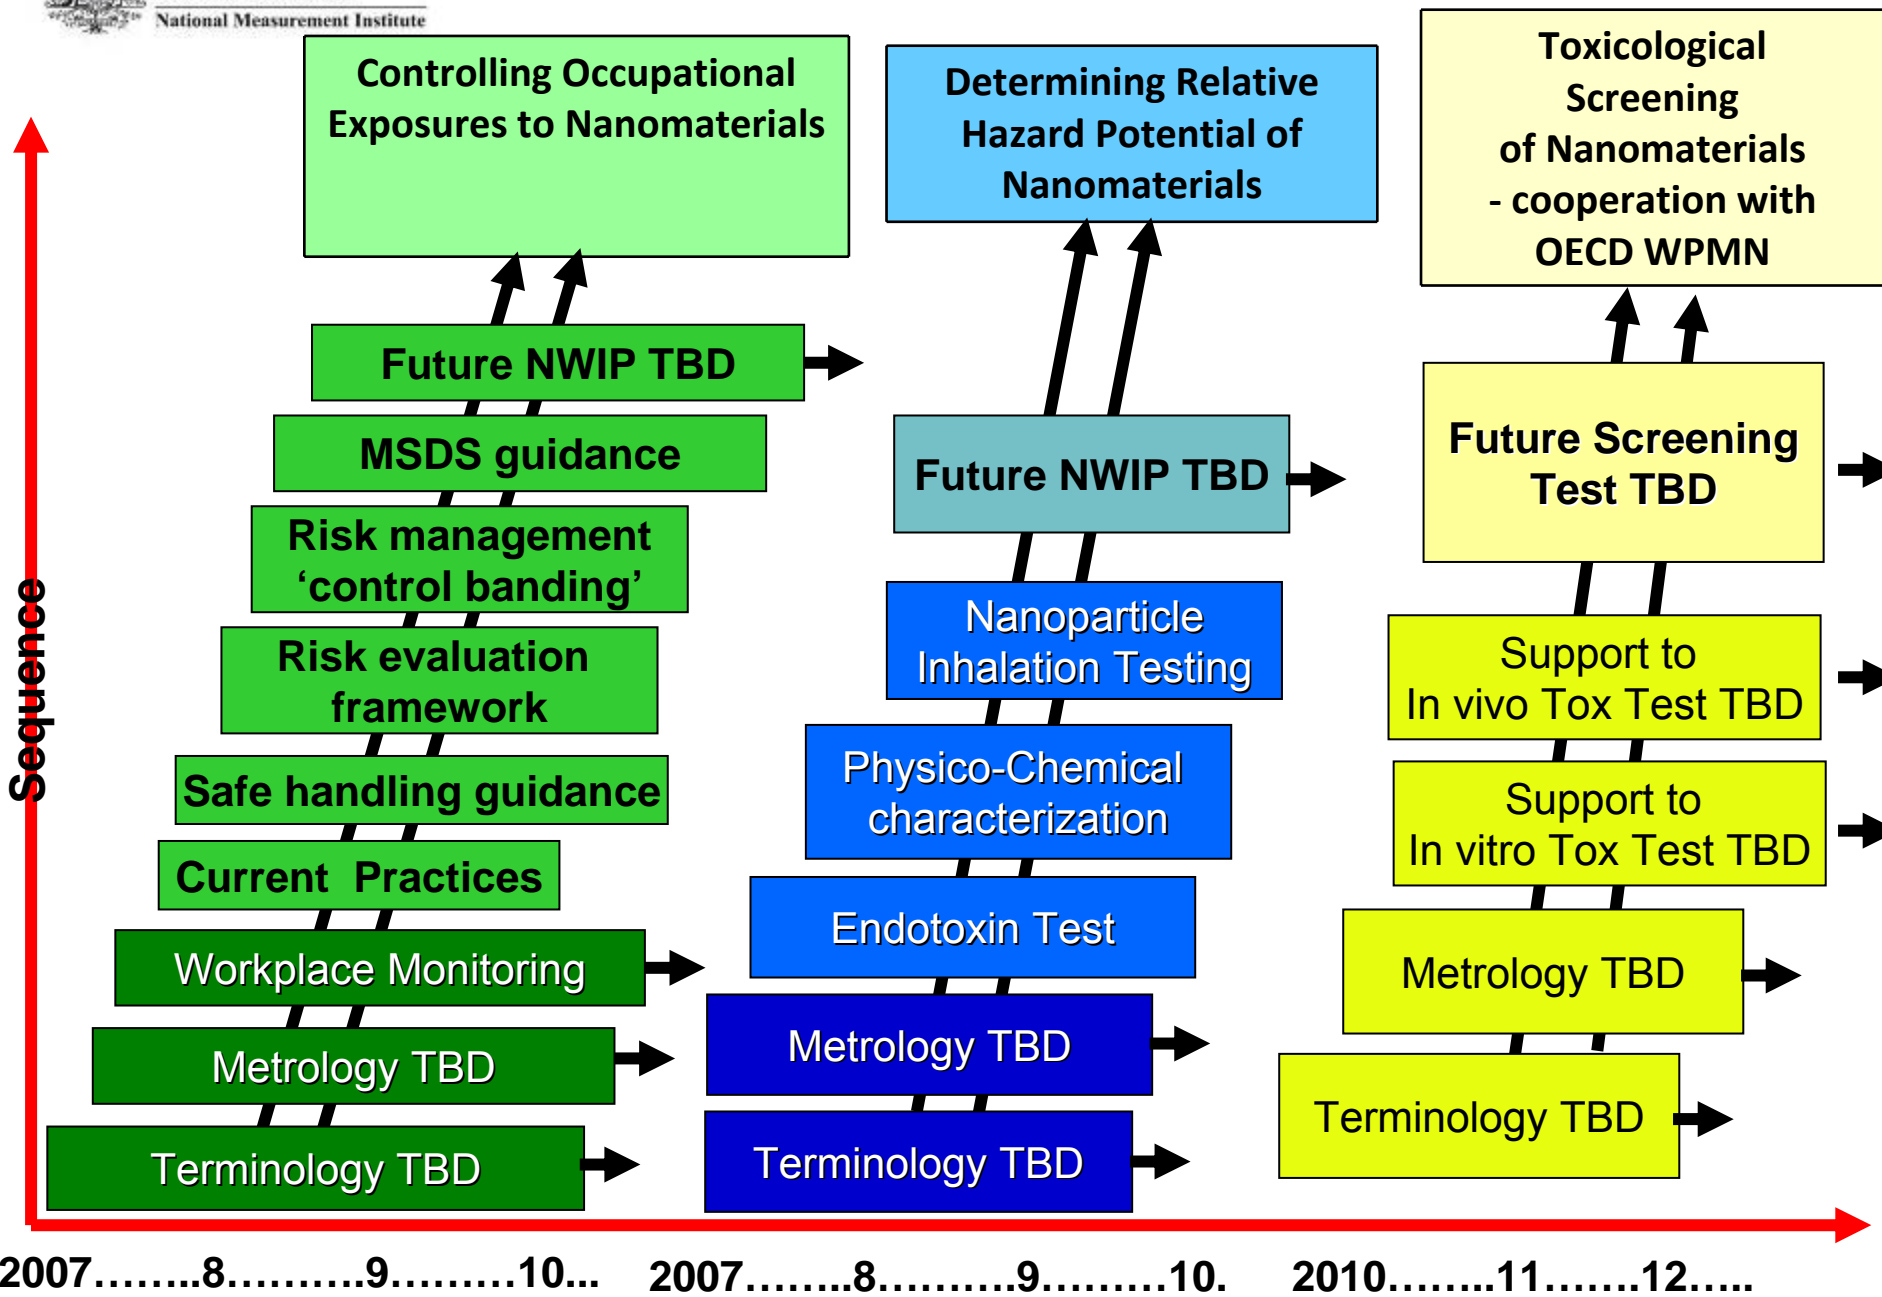 National Measurement Institute
Controlling Occupational
Exposures to Nanomaterials
Determining Relative
Hazard Potential of
Nanomaterials
Toxicological
Screening
of Nanomaterials
- cooperation with
OECD WPMN
Sequence
Future NWIP TBD
MSDS guidance
Risk management
‘control banding’
Risk evaluation
framework
Safe handling guidance
Current Practices
Workplace Monitoring
Metrology TBD
Terminology TBD
Future NWIP TBD
Nanoparticle
Inhalation Testing
Physico-Chemical
characterization
Endotoxin Test
Metrology TBD
Terminology TBD
Future Screening
Test TBD
Support to
In vivo Tox Test TBD
Support to
In vitro Tox Test TBD
Metrology TBD
Terminology TBD
2007……..8……….9………10...
2007……...8……….9………10.
2010……..11…….12…..